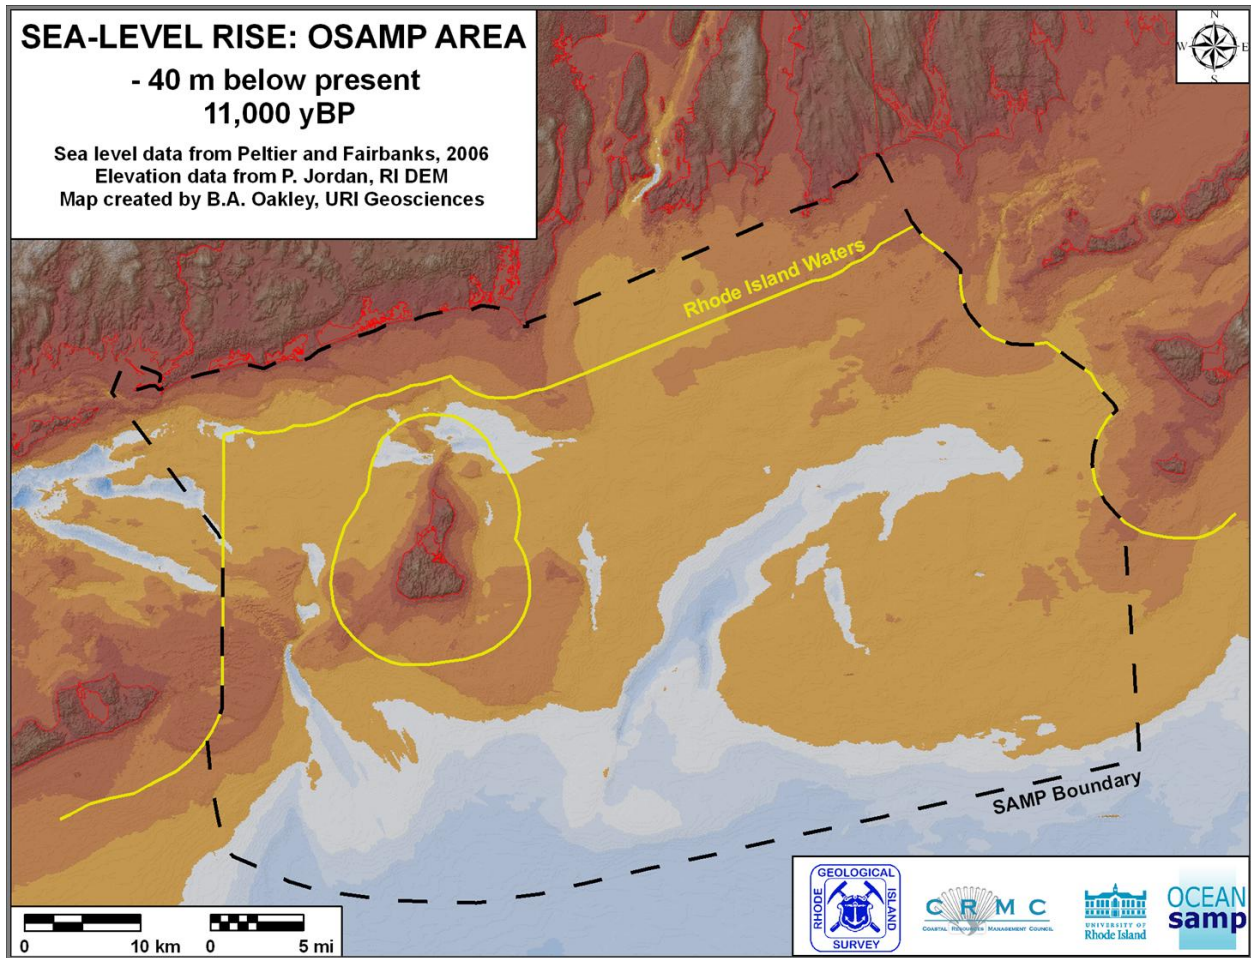 SEA-LEVEL RISE: OSAMP AREA
- 40 m below present
11,000 yBP
Sea level data from Peltier and Fairbanks, 2006
Elevation data from P. Jordan, RI DEM
Map created by B.A. Oakley, URI Geosciences
N
W E
S
Rhode Island Waters
SAMP Boundary
0 10 km
0 5 mi
GEOLOGICAL
RHODE
ISLAND
SURVEY
CRMC
COASTAL RESOURCES MANAGEMENT COUNCIL
UNIVERSITY OF
Rhode Island
OCEAN
samp